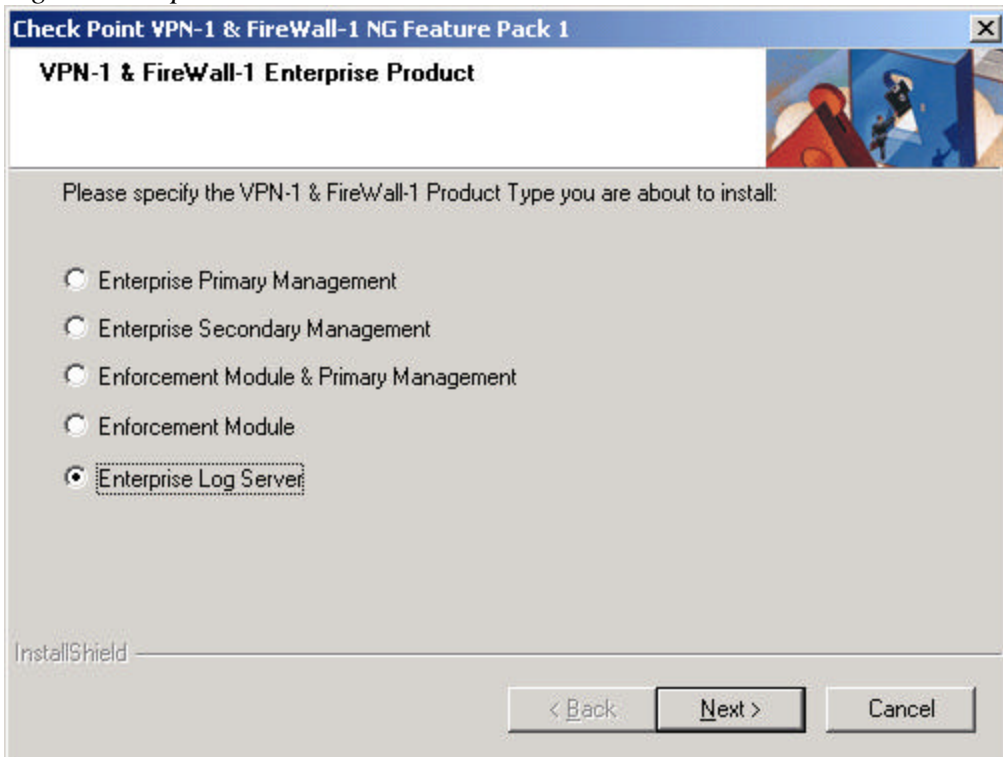 Check Point VPN-1 & FireWall-1 NG Feature Pack 1
VPN-1 & FireWall-1 Enterprise Product
Please specify the VPN-1 & FireWall-1 Product Type you are about to install:
Enterprise Primary Management
Enterprise Secondary Management
Enforcement Module & Primary Management
Enforcement Module
Enterprise Log Server
InstallShield
< Back
Next >
Cancel